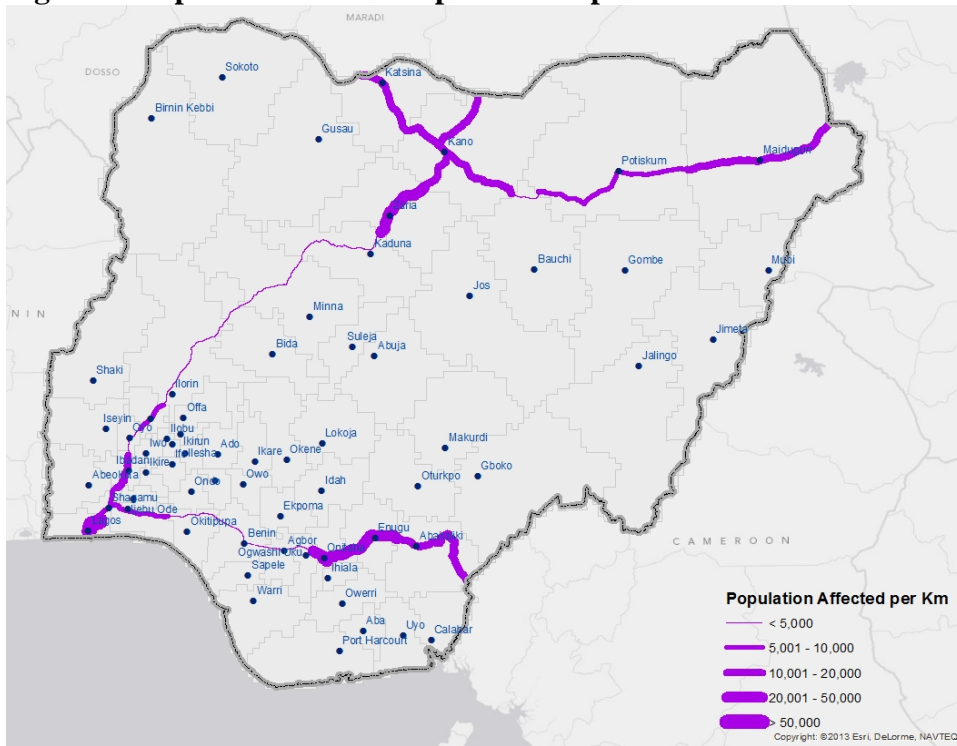 MARADI
DOSSO
Sokoto
Katsina
Birnin Kebbi
Gusau
Kano
Potiskum
Kaduna
Bauchi
Gombe
Mubi
Jos
Minna
Jimeta
Suleja
Bida
Abuja
Jalingo
Shaki
Ilorin
Offa
Iseyin
Oyo
Ilobu
Iwo
Ikirun
Ado
Ikare
Okene
Lokoja
Makurdi
Ilesha
Ibadan
Ikire
Gboko
Abeokuta
Ondo
Owo
Idah
Oturkpo
Shagamu
Ijebu Ode
Ekpoma
Lagos
Okitipupa
Benin
Agbor
Enugu
CAMEROON
Ogwashi-Uku
Sapele
Ihiala
Warri
Owerri
Aba
Uyo
Calabar
Port Harcourt
Population Affected per Km
< 5,000
5,001 - 10,000
10,001 - 20,000
20,001 - 50,000
> 50,000
Copyright: ©2013 Esri, DeLorme, NAVTEQ